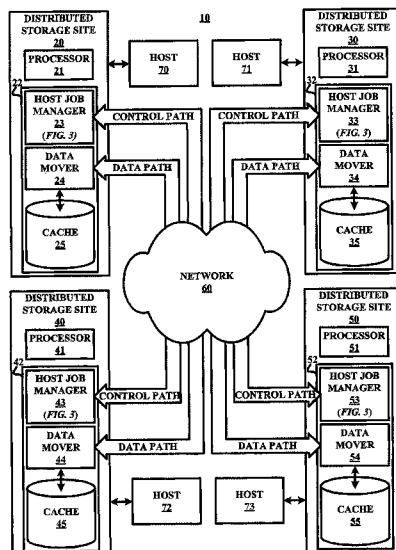 10
DISTRIBUTED
STORAGE SITE
20
PROCESSOR
21
22
HOST JOB
MANAGER
23
(FIG. 3)
DATA
MOVER
24
CACHE
25
HOST
70
HOST
71
DISTRIBUTED
STORAGE SITE
30
PROCESSOR
31
32
HOST JOB
MANAGER
33
(FIG. 3)
DATA
MOVER
34
CACHE
35
CONTROL PATH
CONTROL PATH
DATA PATH
DATA PATH
NETWORK
60
DISTRIBUTED
STORAGE SITE
40
PROCESSOR
41
42
HOST JOB
MANAGER
43
(FIG. 3)
DATA
MOVER
44
CACHE
45
CONTROL PATH
CONTROL PATH
DATA PATH
DATA PATH
HOST
72
HOST
73
DISTRIBUTED
STORAGE SITE
50
PROCESSOR
51
52
HOST JOB
MANAGER
53
(FIG. 3)
DATA
MOVER
54
CACHE
55